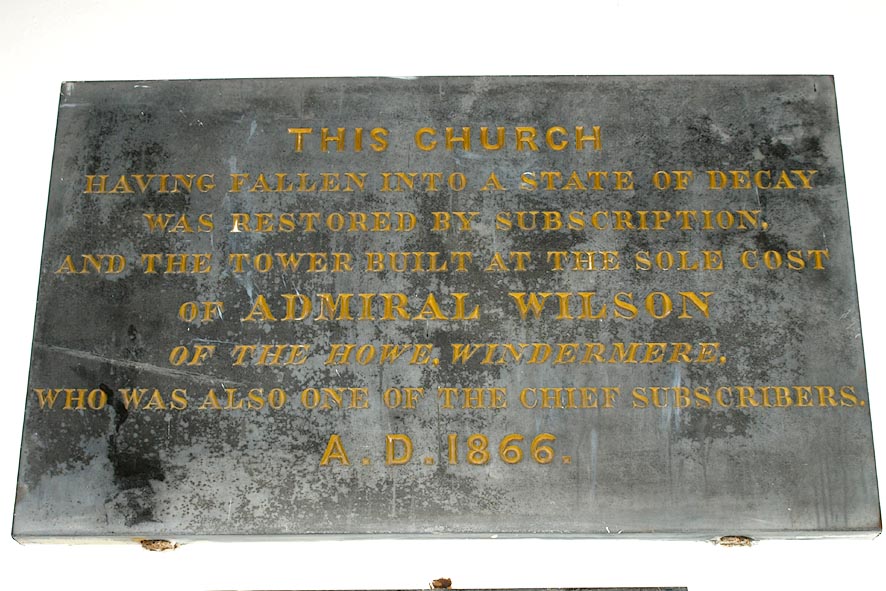 THIS CHURCH
HAVING FALLEN INTO A STATE OF DECAY
WAS RESTORED BY SUBSCRIPTION,
AND THE TOWER BUILT AT THE SOLE COST
OF ADMIRAL WILSON
OF THE HOWE, WINDERMERE,
WHO WAS ALSO ONE OF THE CHIEF SUBSCRIBERS.
A.D.1866.